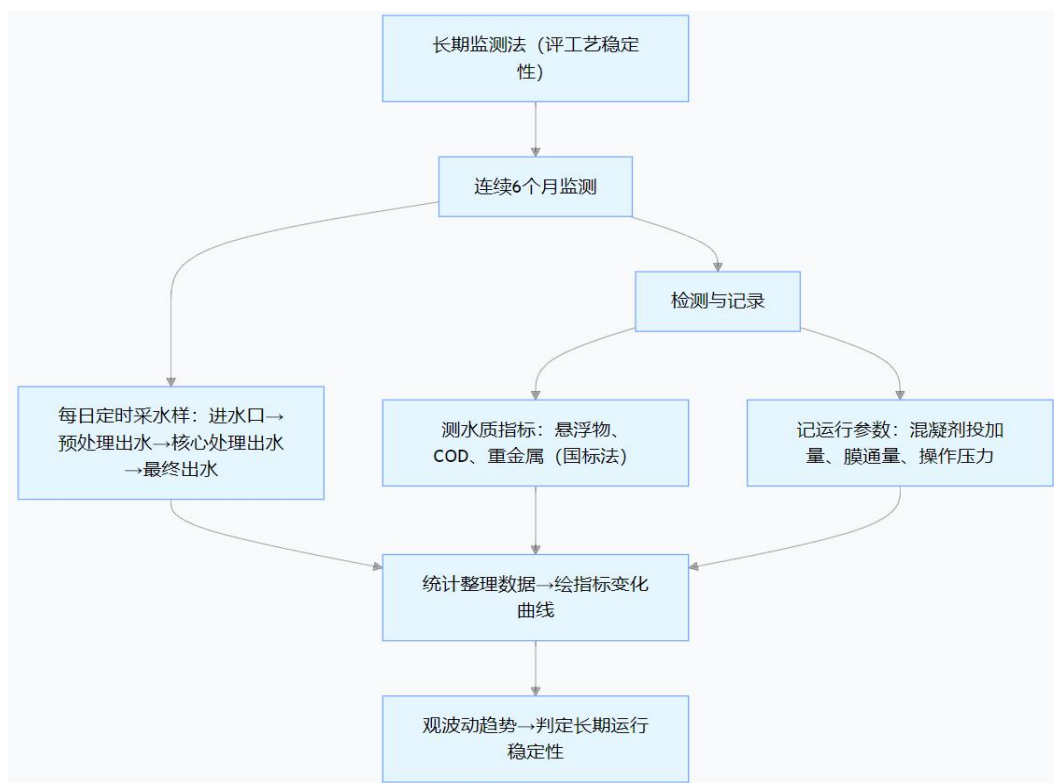 长期监测法（评工艺稳定
性）
连续6个月监测
检测与记录
每日定时采水样：进水口→
预处理出水→核心处理出水
→最终出水
测水质指标：悬浮物、
COD、重金属（国标法）
记运行参数：混凝剂投加
量、膜通量、操作压力
统计整理数据→绘指标变化
曲线
观波动趋势→判定长期运行
稳定性